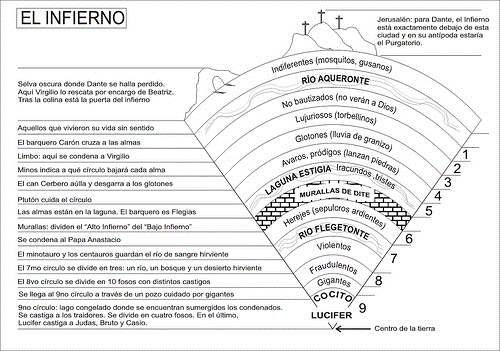 EL INFIERNO
Jerusalén: para Dante, el Infierno
está exactamente debajo de esta
ciudad y en su antípoda estaría
el Purgatorio.
Selva oscura donde Dante se halla perdido.
Aquí Virgilio lo rescata por encargo de Beatriz.
Tras la colina está la puerta del infierno
Aquellos que vivieron su vida sin sentido
El barquero Carón cruza a las almas
Limbo: aquí se condena a Virgilio
Minos indica a qué círculo bajará cada alma
El can Cerbero aúlla y desgarra a los glotones
Plutón cuida el círculo
Las almas están en la laguna. El barquero es Flegias
Murallas: dividen el "Alto Infierno" del "Bajo Infierno"
Se condena al Papa Anastacio
El minotauro y los centauros guardan el río de sangre hirviente
El 7mo círculo se divide en tres: un río, un bosque y un desierto hirviente
El 8vo círculo se divide en 10 fosos con distintos castigos
Se llega al 9no círculo a través de un pozo cuidado por gigantes
9no círculo: lago congelado donde se encuentran sumergidos los condenados.
Se castiga a los traidores. Se divide en cuatro fosos. En el último,
Lucifer castiga a Judas, Bruto y Casio.
Indiferentes (mosquitos, gusanos)
RÍO AQUERONTE
No bautizados (no verán a Dios)
Lujuriosos (torbellinos)
Glotones (lluvia de granizo)
Avaros, pródigos (lanzan piedras)
LAGUNA ESTIGIA Iracundos, tristes
MURALLAS DE DITE
Herejes (sepulcros ardientes)
RIO FLEGETONTE
Violentos
Fraudulentos
Gigantes
COCITO
LUCIFER
1
2
3
4
5
6
7
8
9
Centro de la tierra